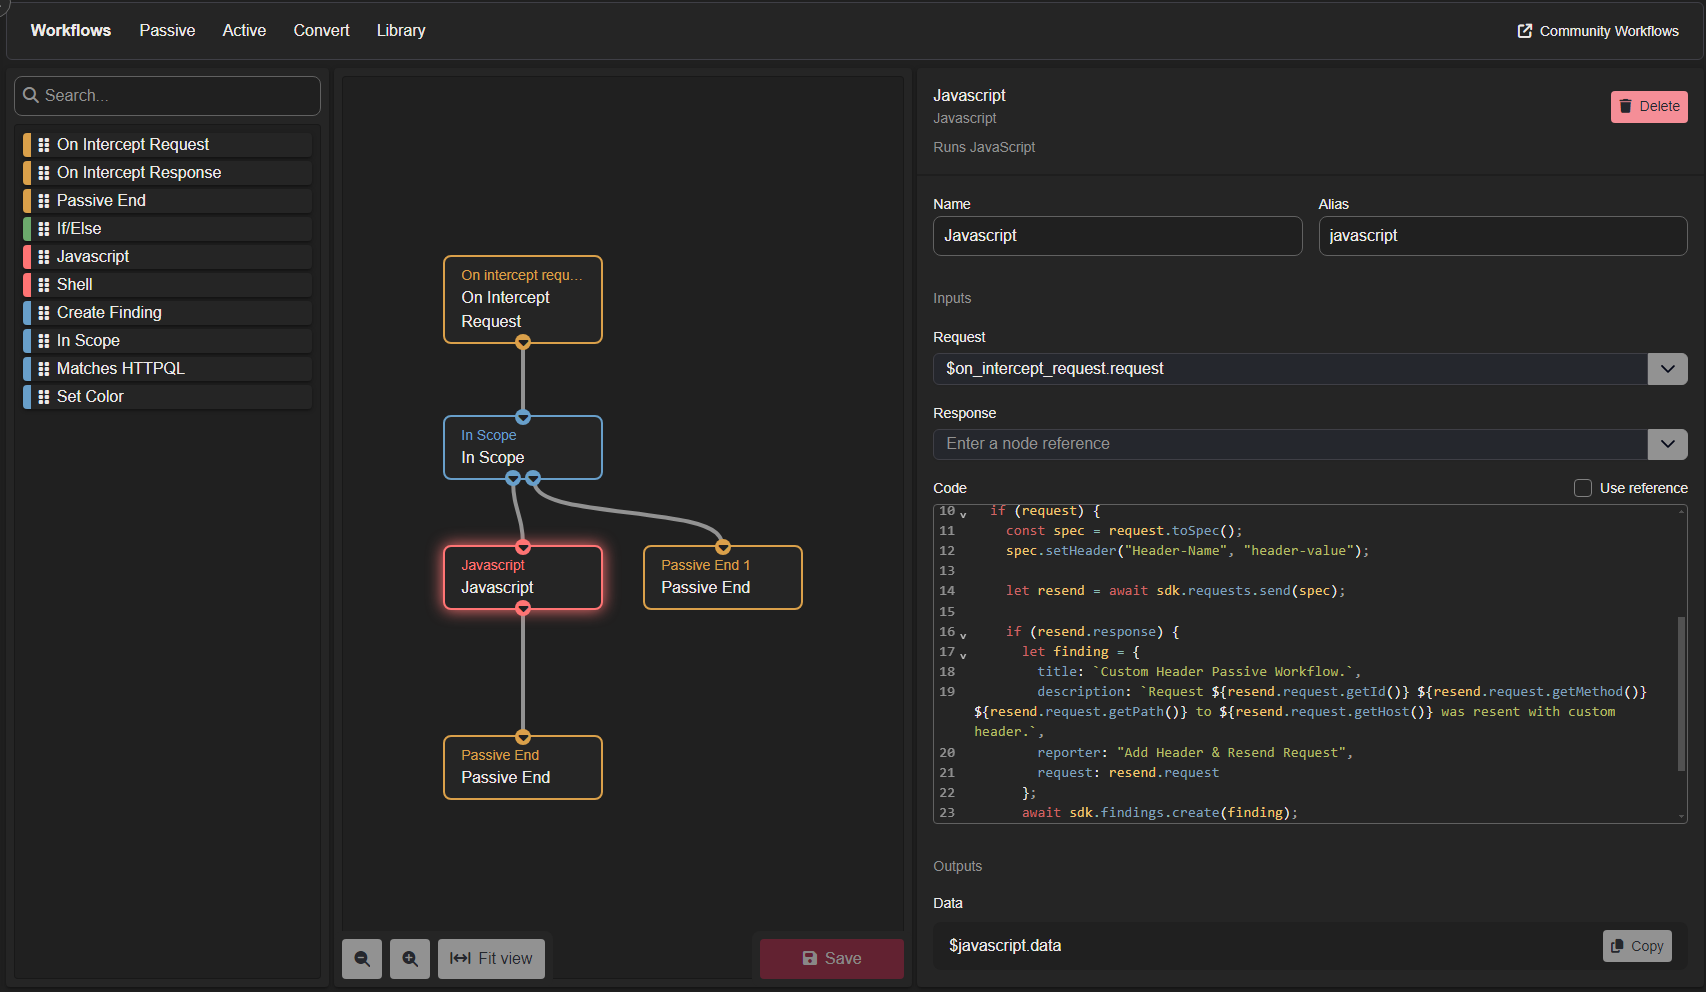 Workflows Passive Active Convert Library
Community Workflows
Search...
On Intercept Request
On Intercept Response
Passive End
If/Else
Javascript
Shell
Create Finding
In Scope
Matches HTTPQL
Set Color
On intercept requ...
On Intercept
Request
In Scope
In Scope
Javascript
Javascript
Passive End 1
Passive End
Passive End
Passive End
Fit view
Save
Javascript
Javascript
Runs JavaScript
Delete
Name
Javascript
Alias
javascript
Inputs
Request
$on_intercept_request.request
Response
Enter a node reference
Code
Use reference
10 if (request) {
11 const spec = request.toSpec();
12 spec.setHeader("Header-Name", "header-value");
13
14 let resend = await sdk.requests.send(spec);
15
16 if (resend.response) {
17 let finding = {
18 title: `Custom Header Passive Workflow.`,
19 description: `Request ${resend.request.getId()} ${resend.request.getMethod()}
${resend.request.getPath()} to ${resend.request.getHost()} was resent with custom
header.`,
20 reporter: "Add Header & Resend Request",
21 request: resend.request
22 };
23 await sdk.findings.create(finding);
Outputs
Data
$javascript.data
Copy